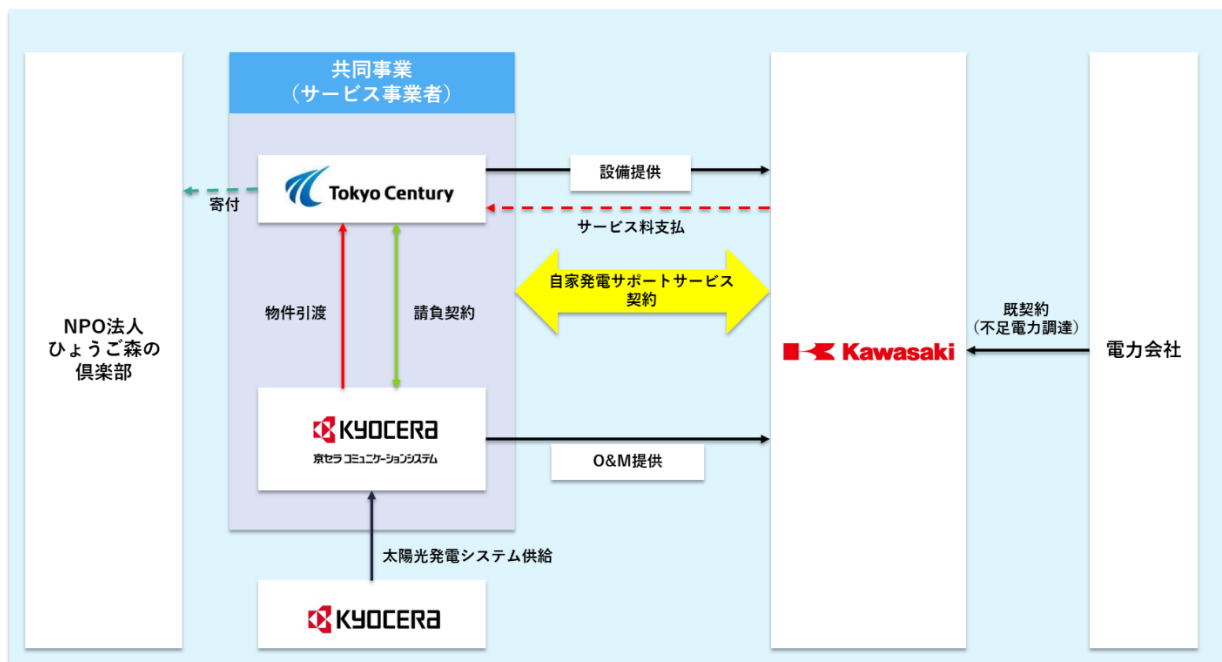 共同事業
（サービス事業者）
Tokyo Century
設備提供
寄付
サービス料支払
自家発電サポートサービス
契約
物件引渡
請負契約
NPO法人
ひょうご森の
倶楽部
Kawasaki
既契約
（不足電力調達）
電力会社
KYOCERA
京セラ コミュニケーションシステム
O&M提供
太陽光発電システム供給
KYOCERA